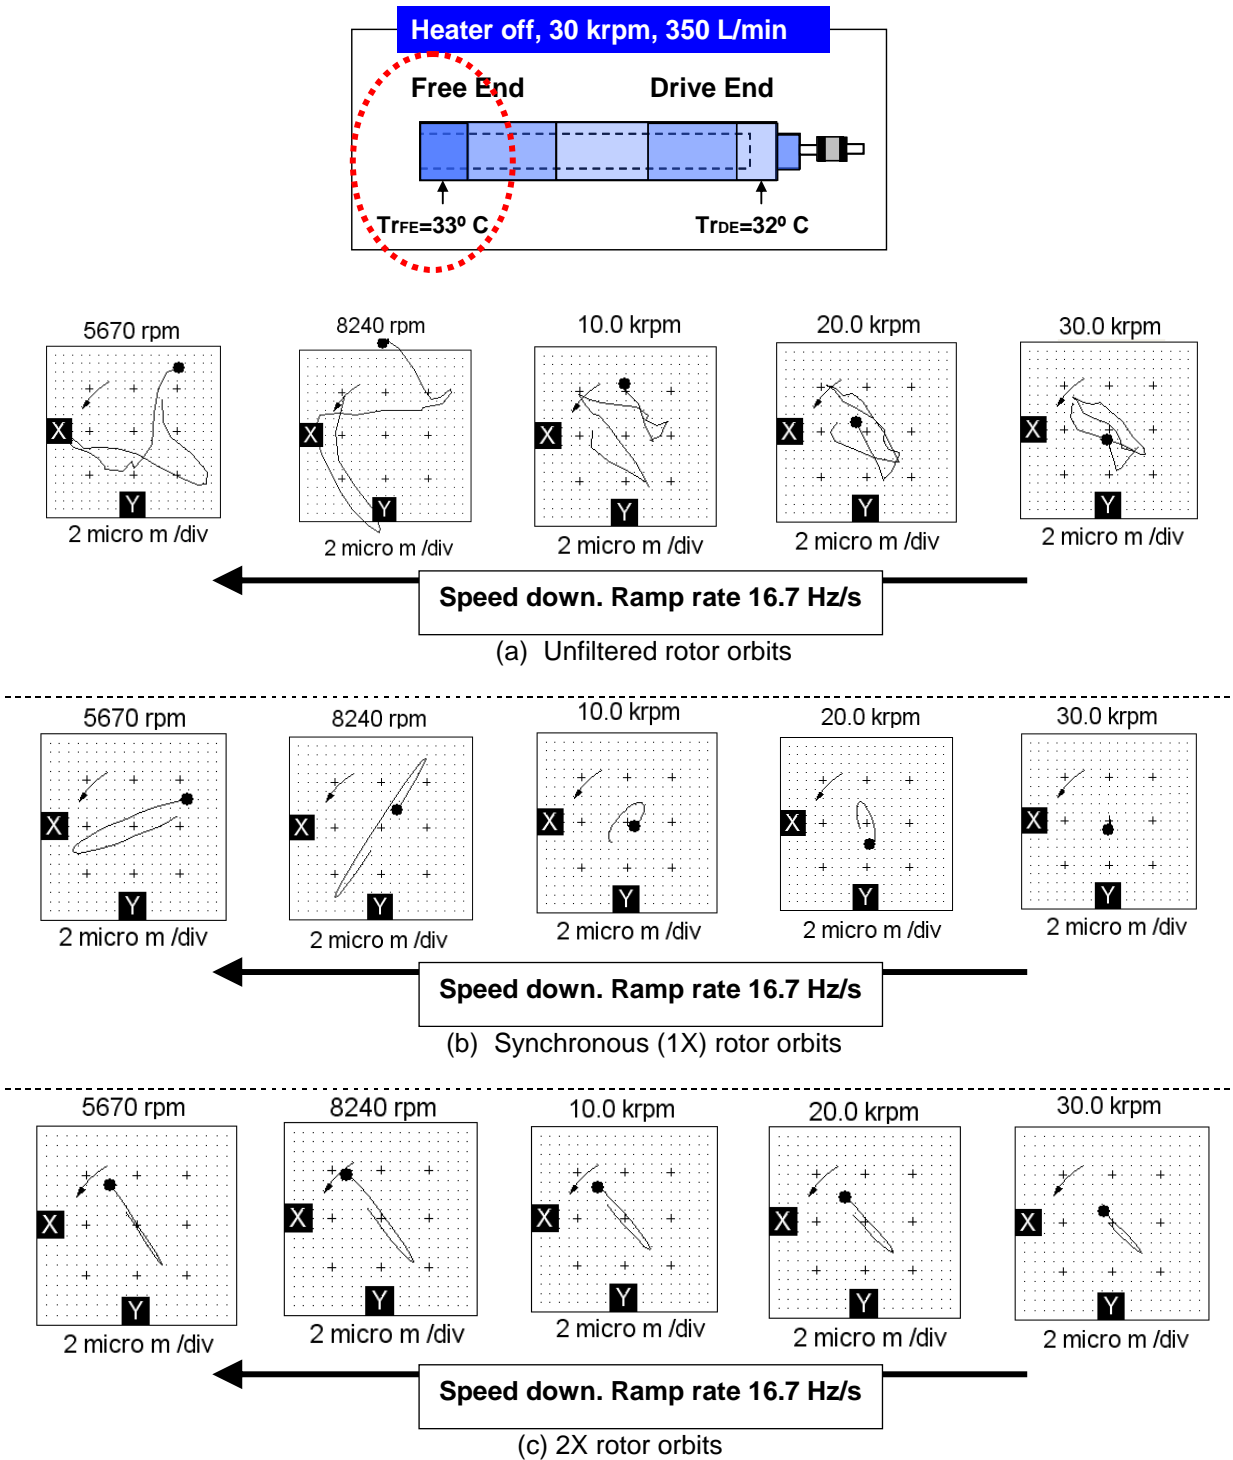 Heater off, 30 krpm, 350 L/min
Free End Drive End
TrFE=33º C TrDE=32º C
5670 rpm 8240 rpm 10.0 krpm 20.0 krpm 30.0 krpm
X X X X X
Y Y Y Y Y
2 micro m /div 2 micro m /div 2 micro m /div 2 micro m /div 2 micro m /div
Speed down. Ramp rate 16.7 Hz/s
(a) Unfiltered rotor orbits
5670 rpm 8240 rpm 10.0 krpm 20.0 krpm 30.0 krpm
X X X X X
Y Y Y Y Y
2 micro m /div 2 micro m /div 2 micro m /div 2 micro m /div 2 micro m /div
Speed down. Ramp rate 16.7 Hz/s
(b) Synchronous (1X) rotor orbits
5670 rpm 8240 rpm 10.0 krpm 20.0 krpm 30.0 krpm
X X X X X
Y Y Y Y Y
2 micro m /div 2 micro m /div 2 micro m /div 2 micro m /div 2 micro m /div
Speed down. Ramp rate 16.7 Hz/s
(c) 2X rotor orbits